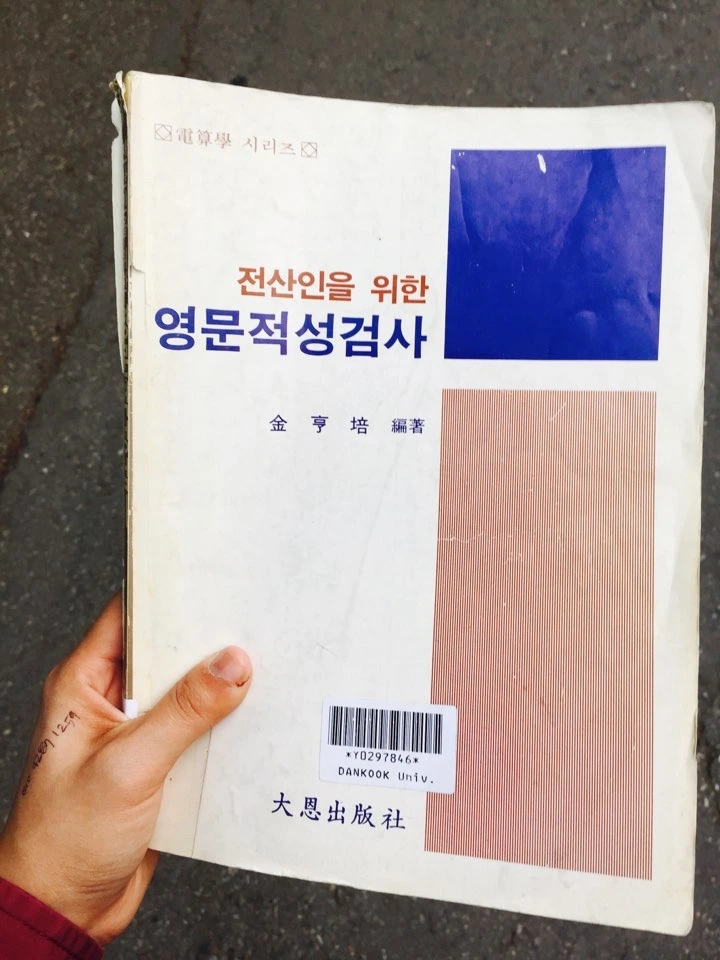 電算學 시리즈
전산인을 위한
영문적성검사
金亨培 編著
*Y0297846*
DANKOOK Univ.
大恩出版社